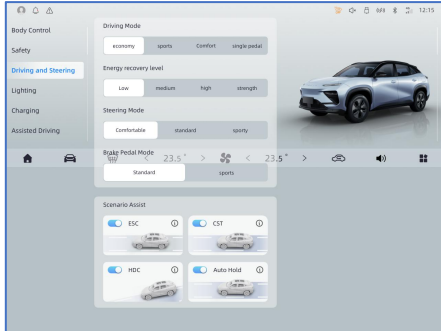 12:15
Body Control
Safety
Driving and Steering
Lighting
Charging
Assisted Driving
Driving Mode
economy sports Comfort single pedal
Energy recovery level
Low medium high strength
Steering Mode
Comfortable standard sporty
Brake Pedal Mode
< 23.5° > < 23.5° >
Standard sports
Scenario Assist
ESC CST
HDC Auto Hold